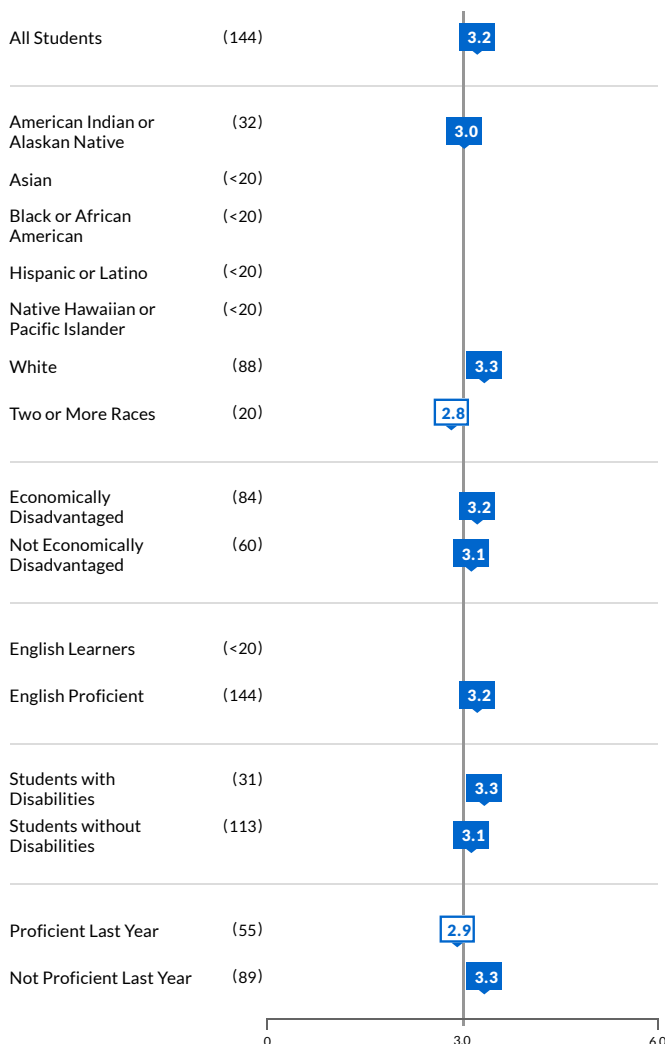 All Students (144) 3.2
American Indian or (32)
Alaskan Native 3.0
Asian (<20)
Black or African (<20)
American
Hispanic or Latino (<20)
Native Hawaiian or (<20)
Pacific Islander
White (88) 3.3
Two or More Races (20) 2.8
Economically (84) 3.2
Disadvantaged
Not Economically (60) 3.1
Disadvantaged
English Learners (<20)
English Proficient (144) 3.2
Students with (31) 3.3
Disabilities
Students without (113) 3.1
Disabilities
Proficient Last Year (55) 2.9
Not Proficient Last Year (89) 3.3
0 3.0 6.0